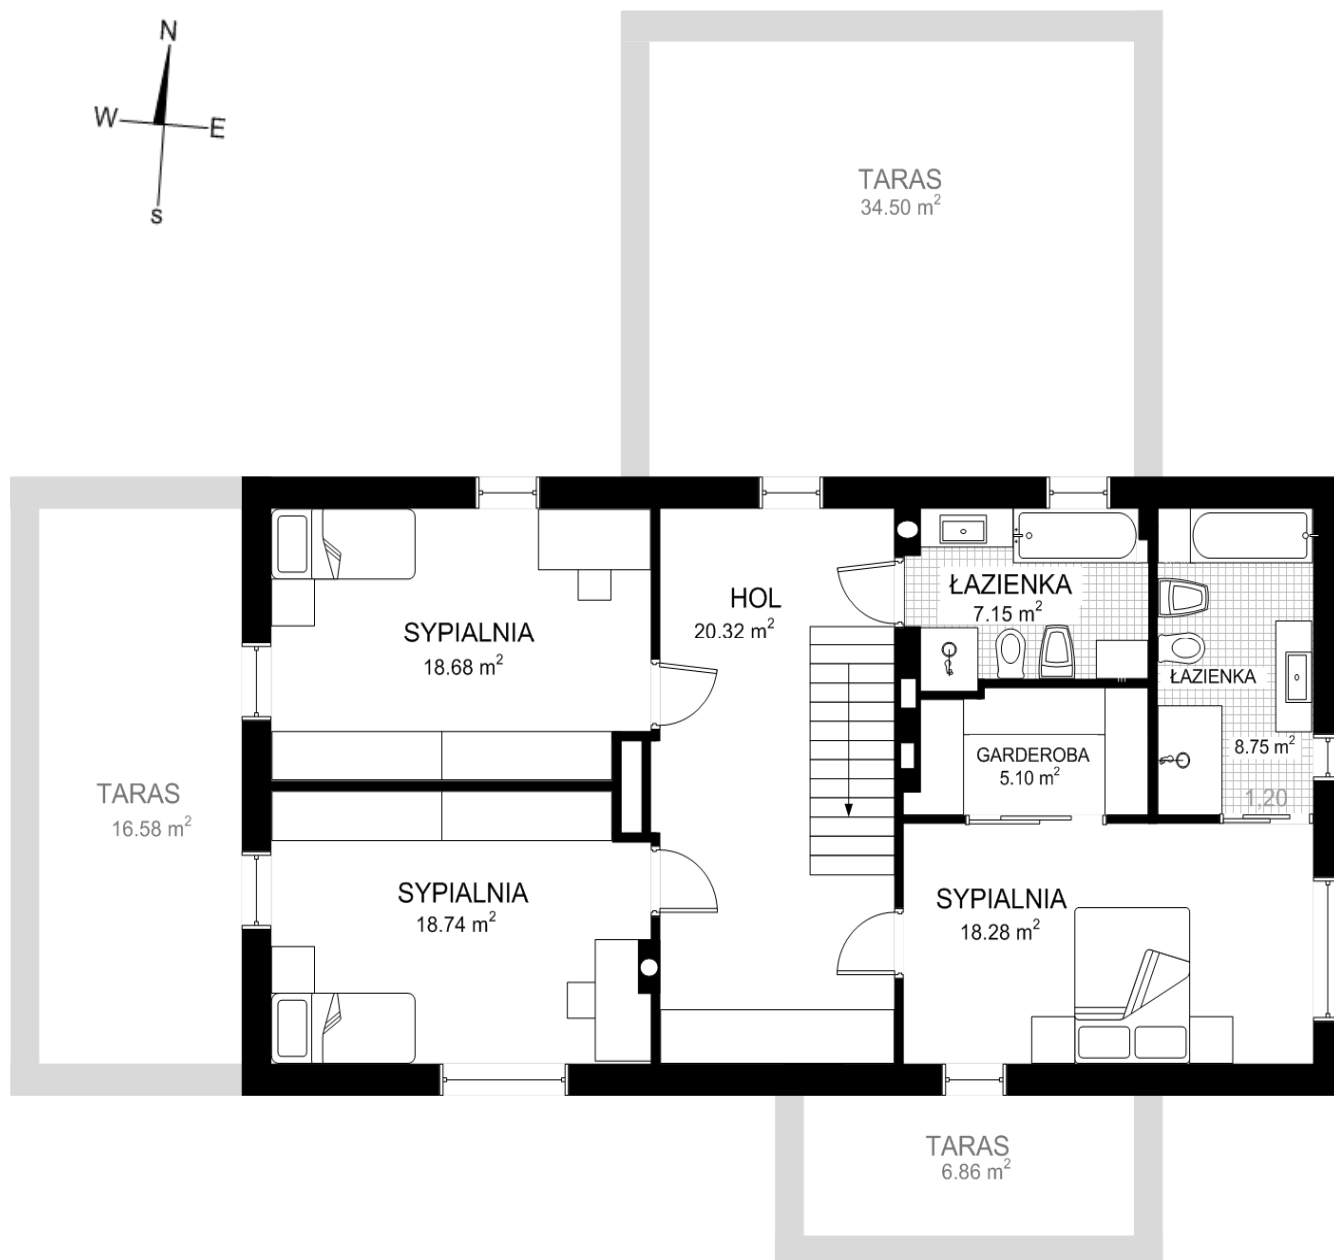 N
W
E
s
TARAS
34.50 m²
ŁAZIENKA
7.15 m²
HOL
20.32 m²
SYPIALNIA
18.68 m²
ŁAZIENKA
8.75 m²
GARDEROBA
5.10 m²
1,20
TARAS
16.58 m²
SYPIALNIA
18.74 m²
SYPIALNIA
18.28 m²
TARAS
6.86 m²